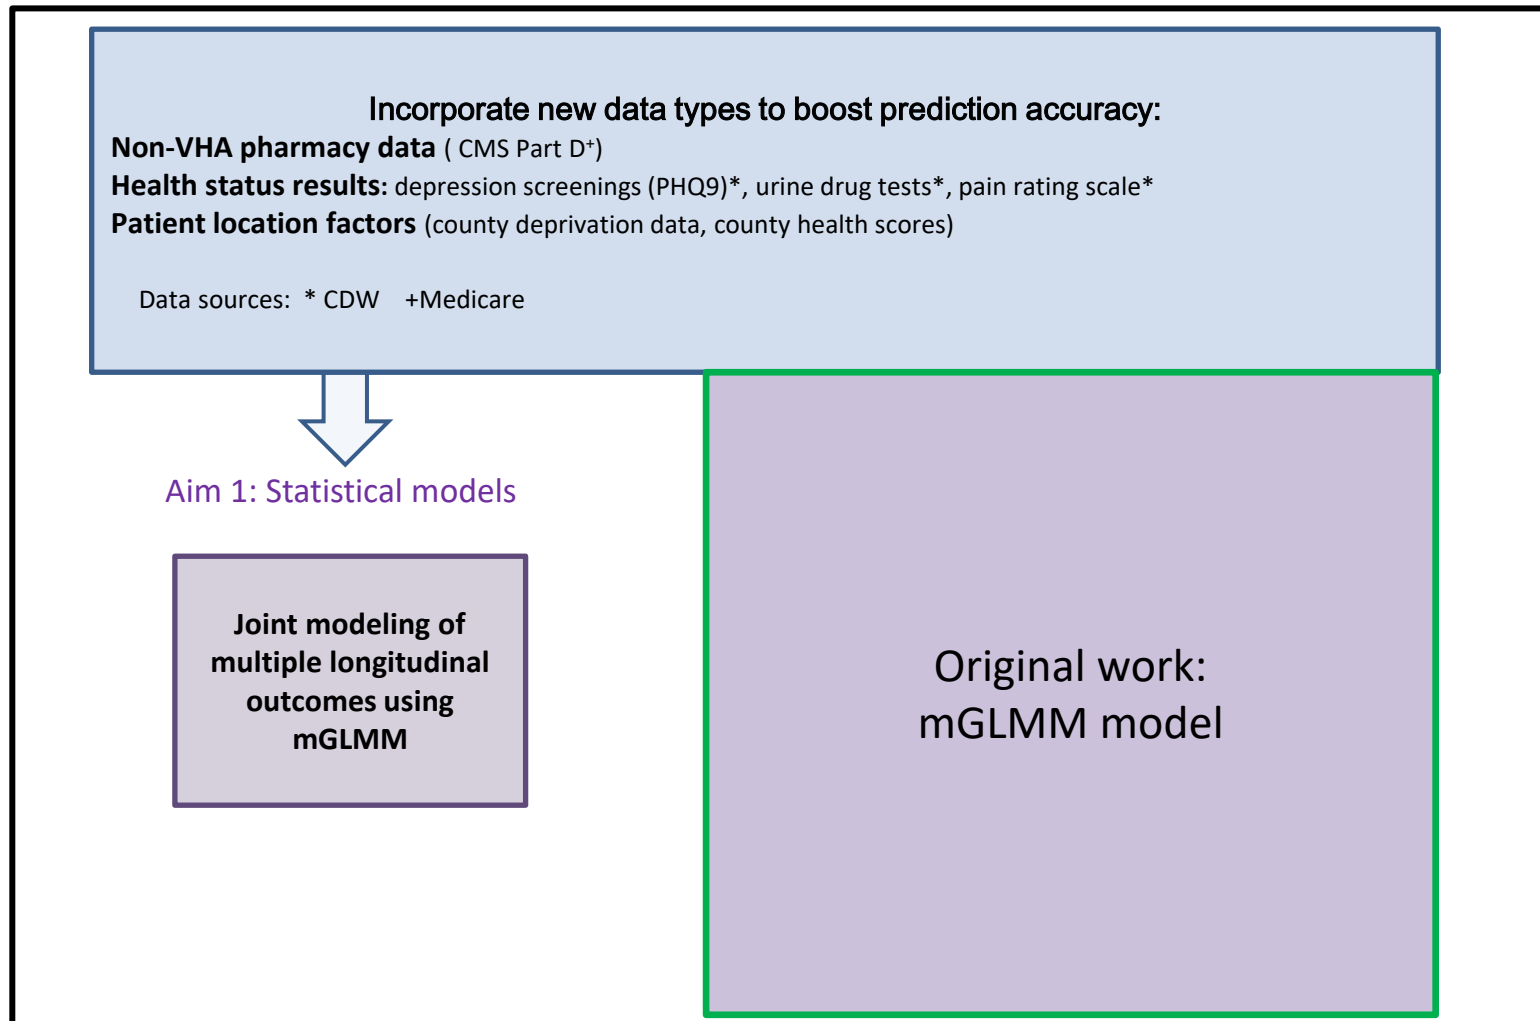 Incorporate new data types to boost prediction accuracy:
Non-VHA pharmacy data ( CMS Part D⁺)
Health status results: depression screenings (PHQ9)*, urine drug tests*, pain rating scale*
Patient location factors (county deprivation data, county health scores)
Data sources: * CDW +Medicare
Aim 1: Statistical models
Joint modeling of
multiple longitudinal
outcomes using
mGLMM
Original work:
mGLMM model